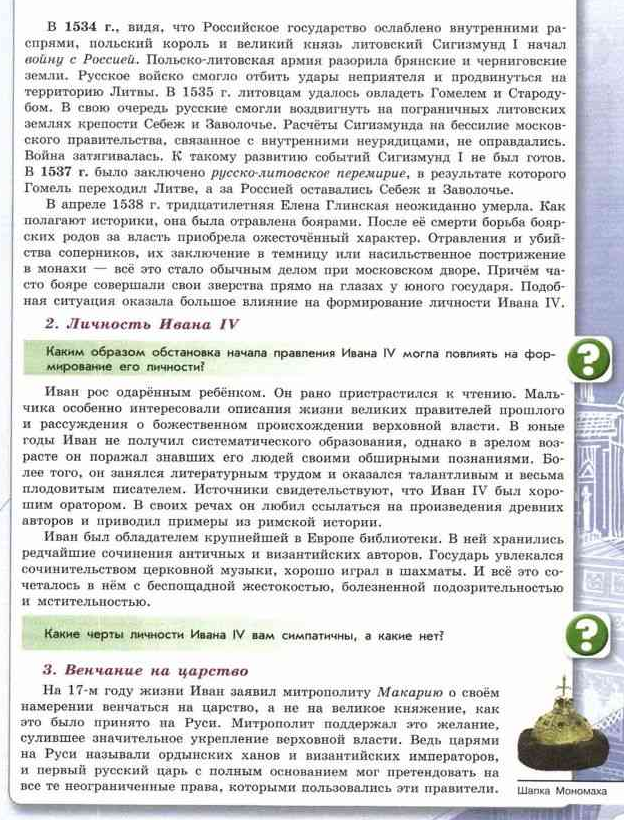 В 1534 г., видя, что Российское государство ослаблено внутренними рас-
прями, польский король и великий князь литовский Сигизмунд I начал
войну с Россией. Польско-литовская армия разорила брянские и черниговские
земли. Русское войско смогло отбить удары неприятеля и продвинуться на
территорию Литвы. В 1535 г. литовцам удалось овладеть Гомелем и Староду-
бом. В свою очередь русские смогли воздвигнуть на пограничных литовских
землях крепости Себеж и Заволочье. Расчёты Сигизмунда на бессилие москов-
ского правительства, связанное с внутренними неурядицами, не оправдались.
Война затягивалась. К такому развитию событий Сигизмунд I не был готов.
В 1537 г. было заключено русско-литовское перемирие, в результате которого
Гомель переходил Литве, а за Россией оставались Себеж и Заволочье.
В апреле 1538 г. тридцатилетняя Елена Глинская неожиданно умерла. Как
полагают историки, она была отравлена боярами. После её смерти борьба бояр-
ских родов за власть приобрела ожесточённый характер. Отравления и убий-
ства соперников, их заключение в темницу или насильственное пострижение
в монахи — всё это стало обычным делом при московском дворе. Причём ча-
сто бояре совершали свои зверства прямо на глазах у юного государя. Подоб-
ная ситуация оказала большое влияние на формирование личности Ивана IV.
2. Личность Ивана IV
Каким образом обстановка начала правления Ивана IV могла повлиять на фор-
мирование его личности?
?
Иван рос одарённым ребёнком. Он рано пристрастился к чтению. Маль-
чика особенно интересовали описания жизни великих правителей прошлого
и рассуждения о божественном происхождении верховной власти. В юные
годы Иван не получил систематического образования, однако в зрелом воз-
расте он поражал знавших его людей своими обширными познаниями. Бо-
лее того, он занялся литературным трудом и оказался талантливым и весьма
плодовитым писателем. Источники свидетельствуют, что Иван IV был хоро-
шим оратором. В своих речах он любил ссылаться на произведения древних
авторов и приводил примеры из римской истории.
Иван был обладателем крупнейшей в Европе библиотеки. В ней хранились
редчайшие сочинения античных и византийских авторов. Государь увлекался
сочинительством церковной музыки, хорошо играл в шахматы. И всё это со-
четалось в нём с беспощадной жестокостью, болезненной подозрительностью
и мстительностью.
Какие черты личности Ивана IV вам симпатичны, а какие нет?
?
3. Венчание на царство
На 17-м году жизни Иван заявил митрополиту Макарию о своём
намерении венчаться на царство, а не на великое княжение, как
это было принято на Руси. Митрополит поддержал это желание,
сулившее значительное укрепление верховной власти. Ведь царями
на Руси называли ордынских ханов и византийских императоров,
и первый русский царь с полным основанием мог претендовать на
все те неограниченные права, которыми пользовались эти правители.
Шапка Мономаха